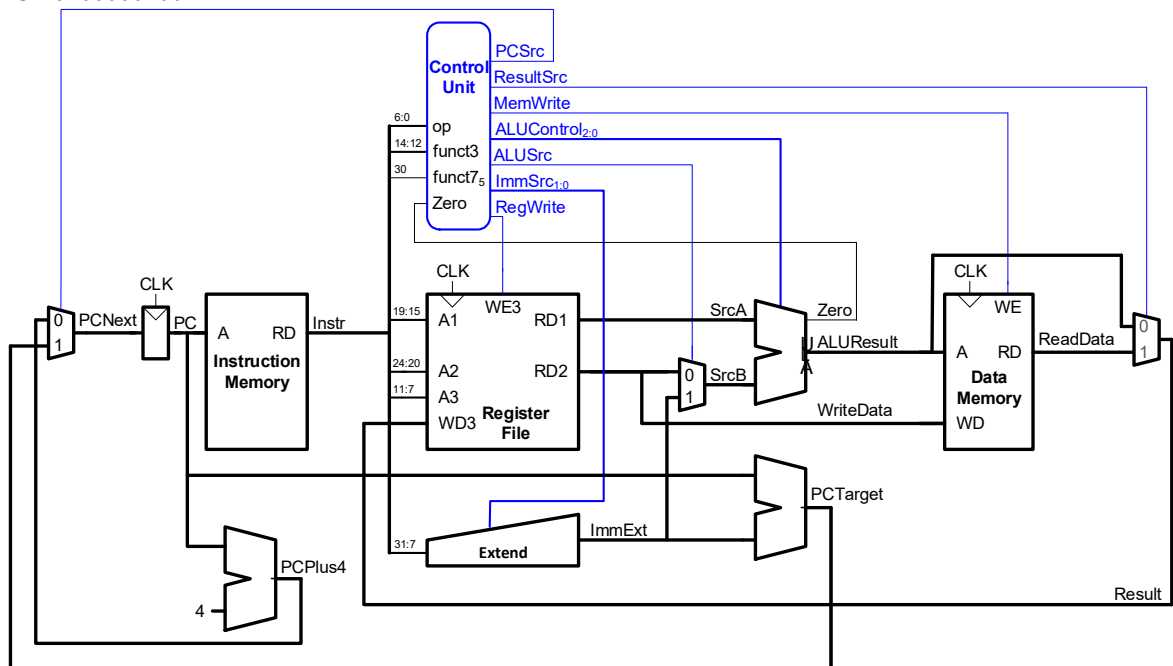 PCSrc
Control
Unit
ResultSrc
MemWrite
6:0
op
ALUControl2:0
14:12
funct3
ALUSrc
30
funct75
ImmSrc1:0
Zero
RegWrite
CLK
CLK
CLK
0
1
PCNext
PC
A
RD
Instruction
Memory
Instr
19:15
A1
WE3
RD1
24:20
A2
RD2
11:7
A3
WD3
Register
File
SrcA
0
1
SrcB
Zero
ALUResult
WriteData
WE
A
RD
Data
Memory
WD
ReadData
0
1
PCTarget
31:7
Extend
ImmExt
PCPlus4
4
Result